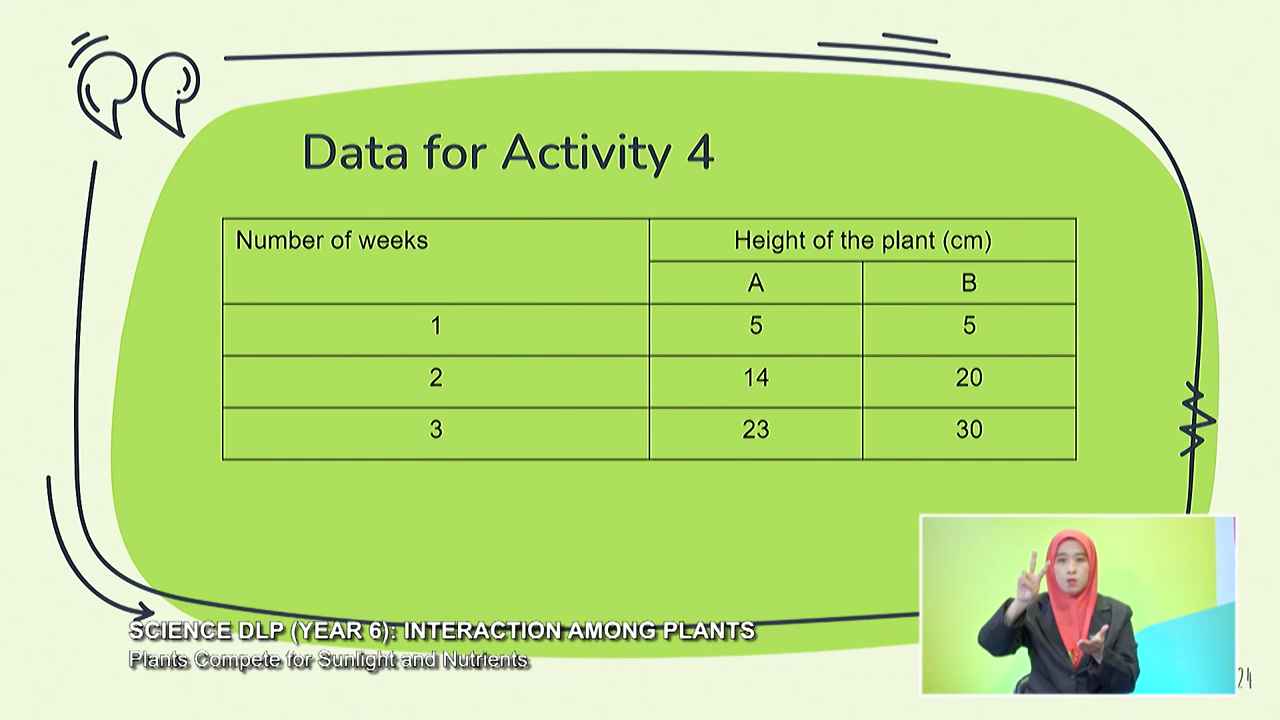 Data for Activity 4
Number of weeks
Height of the plant (cm)
A B
1 5 5
2 14 20
3 23 30
SCIENCE DLP (YEAR 6): INTERACTION AMONG PLANTS
Plants Compete for Sunlight and Nutrients
24